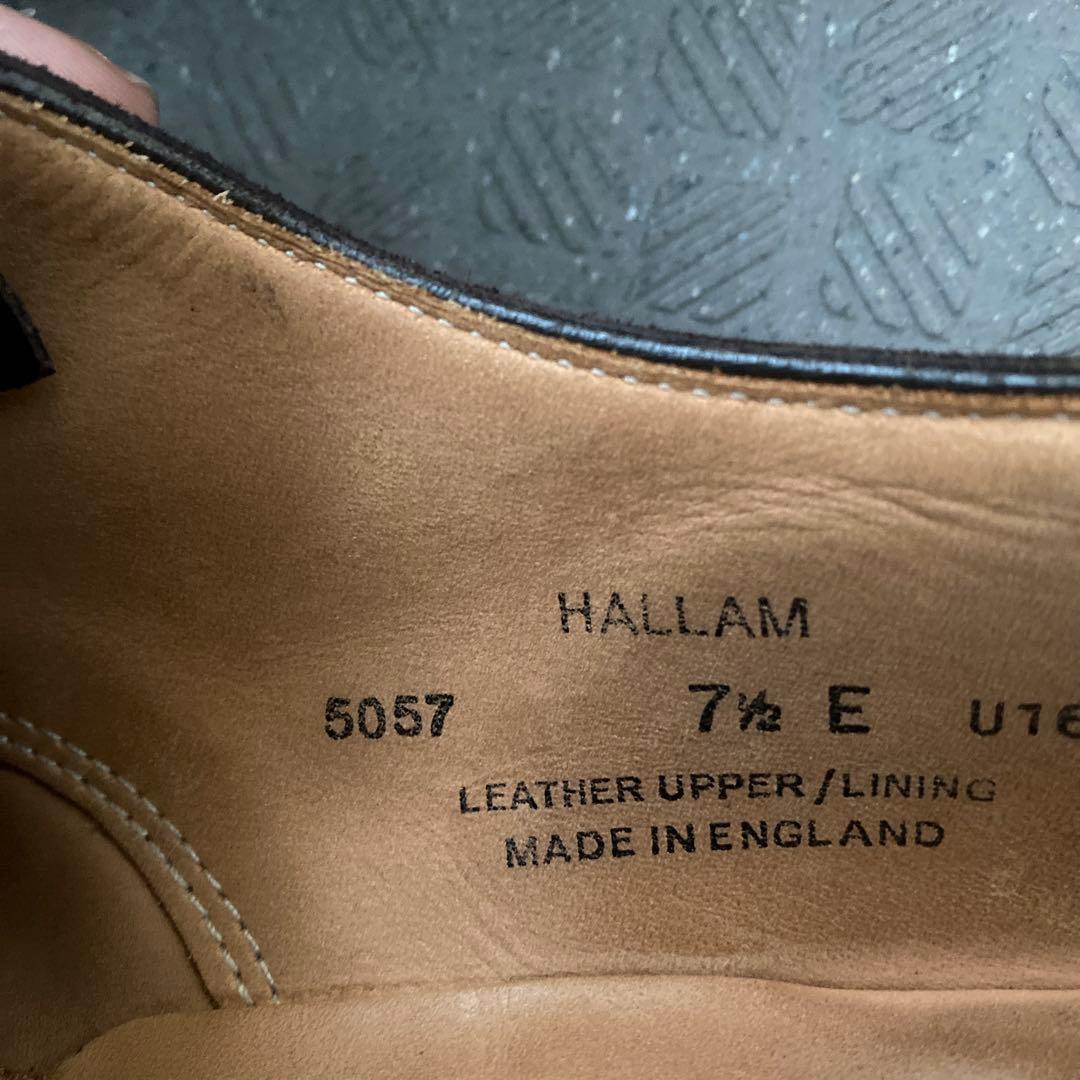 HALLAM
5057 7½ E U16
LEATHER UPPER/LINING
MADE IN ENGLAND